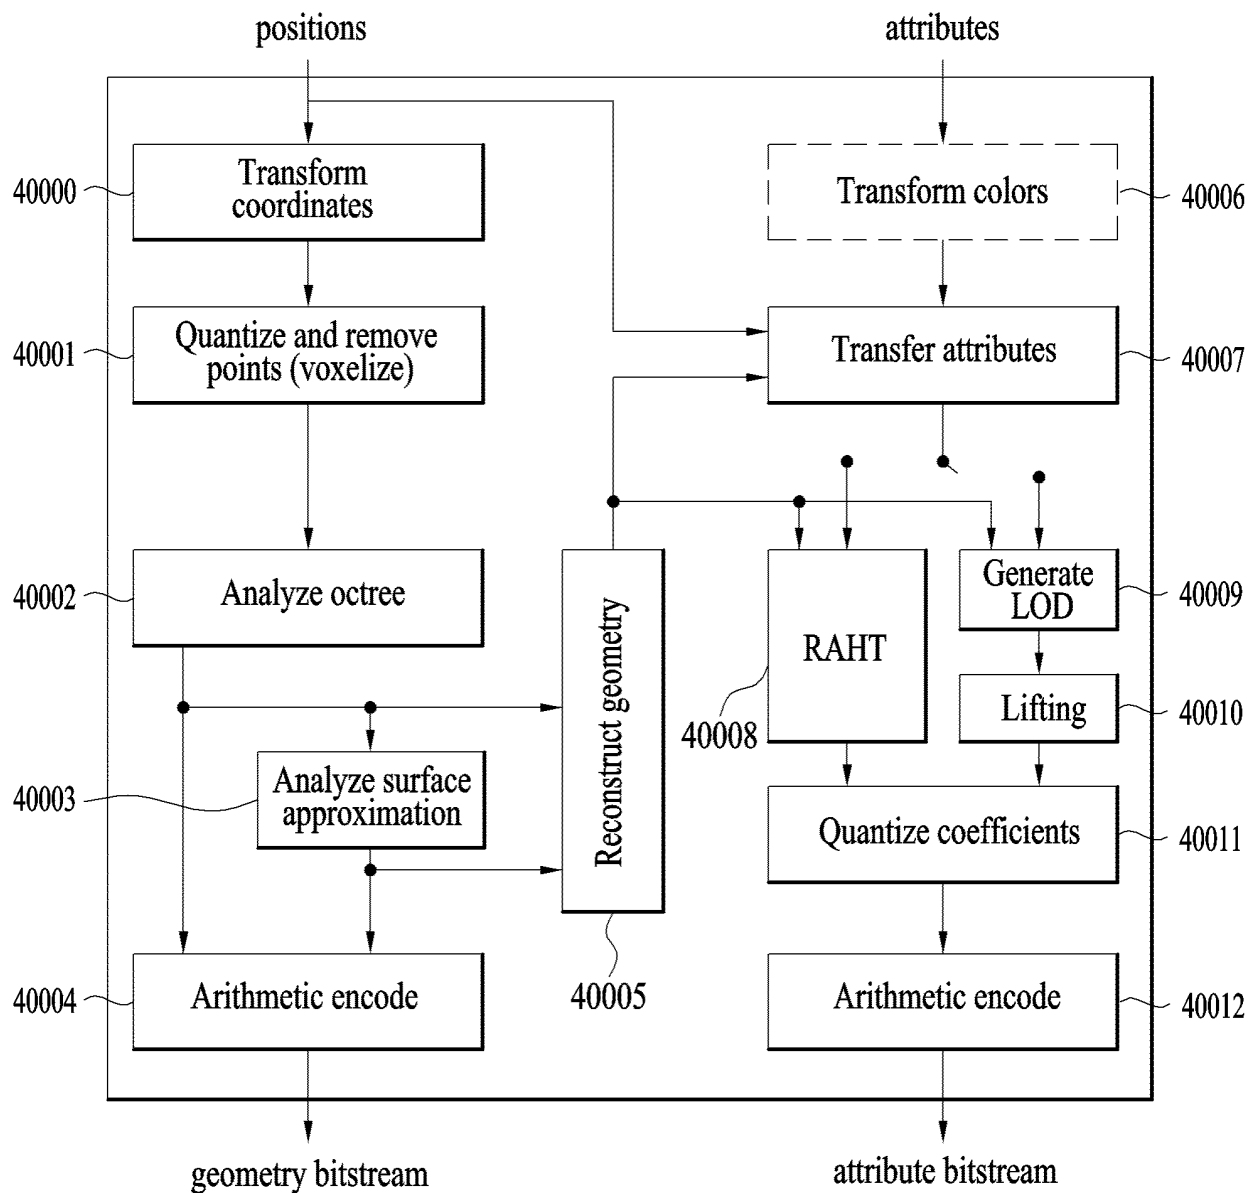 positions
attributes
40000
Transform
coordinates
Transform colors
40006
40001
Quantize and remove
points (voxelize)
Transfer attributes
40007
40002
Analyze octree
Reconstruct geometry
RAHT
Generate
LOD
40009
40008
Lifting
40010
40003
Analyze surface
approximation
Quantize coefficients
40011
40004
Arithmetic encode
40005
Arithmetic encode
40012
geometry bitstream
attribute bitstream